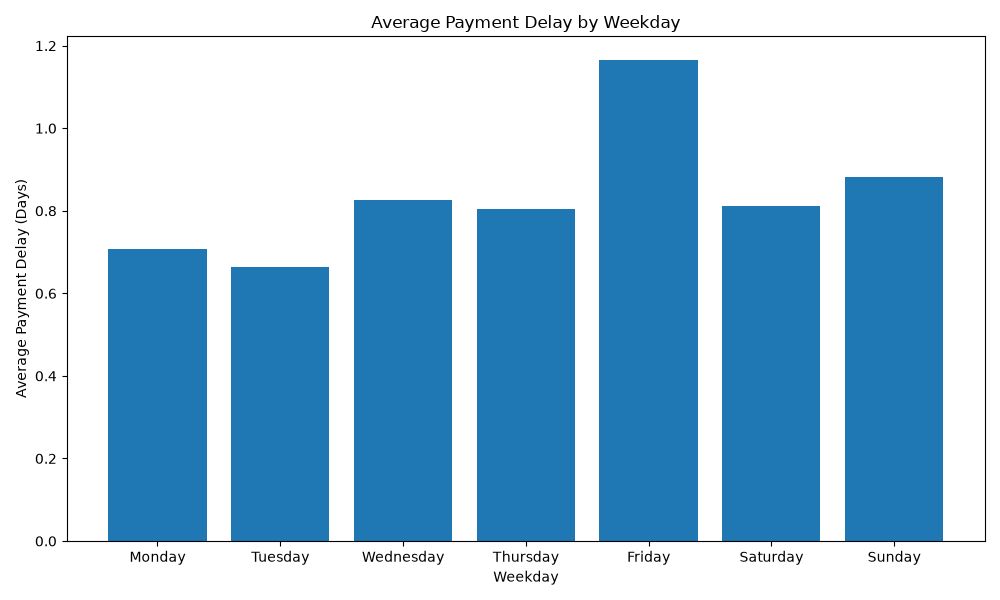 Average Payment Delay by Weekday
Average Payment Delay (Days)
1.2
1.0
0.8
0.6
0.4
0.2
0.0
Monday Tuesday Wednesday Thursday Friday Saturday Sunday
Weekday